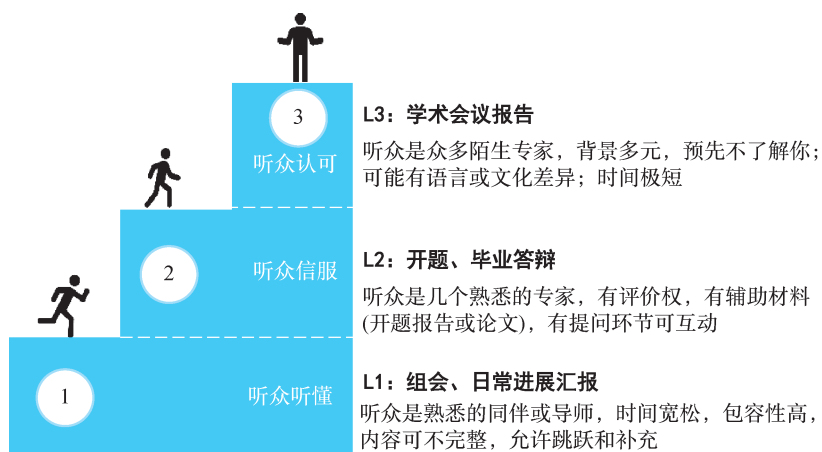 3
听众认可
L3：学术会议报告
听众是众多陌生专家，背景多元，预先不了解你；
可能有语言或文化差异；时间极短
2
听众信服
L2：开题、毕业答辩
听众是几个熟悉的专家，有评价权，有辅助材料
(开题报告或论文)，有提问环节可互动
1
听众听懂
L1：组会、日常进展汇报
听众是熟悉的同伴或导师，时间宽松，包容性高，
内容可不完整，允许跳跃和补充